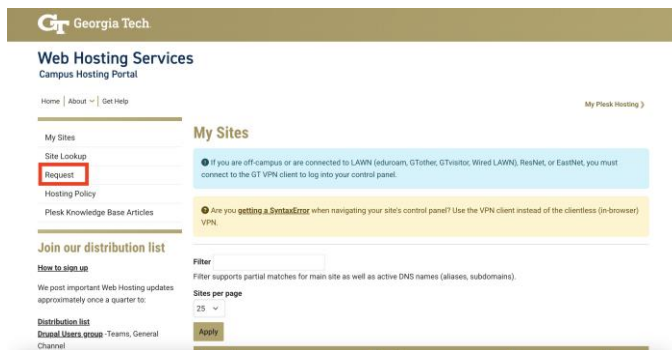 GT Georgia Tech
Web Hosting Services
Campus Hosting Portal
Home | About | Get Help
My Plesk Hosting ❯
My Sites
Site Lookup
Request
Hosting Policy
Plesk Knowledge Base Articles
Join our distribution list
How to sign up
We post important Web Hosting updates
approximately once a quarter to:
Distribution list
Drupal Users group -Teams, General
Channel
My Sites
If you are off-campus or are connected to LAWN (eduroam, GTother, GTvisitor, Wired LAWN), ResNet, or EastNet, you must
connect to the GT VPN client to log into your control panel.
Are you getting a SyntaxError when navigating your site's control panel? Use the VPN client instead of the clientless (in-browser)
VPN.
Filter
Filter supports partial matches for main site as well as active DNS names (aliases, subdomains).
Sites per page
25
Apply